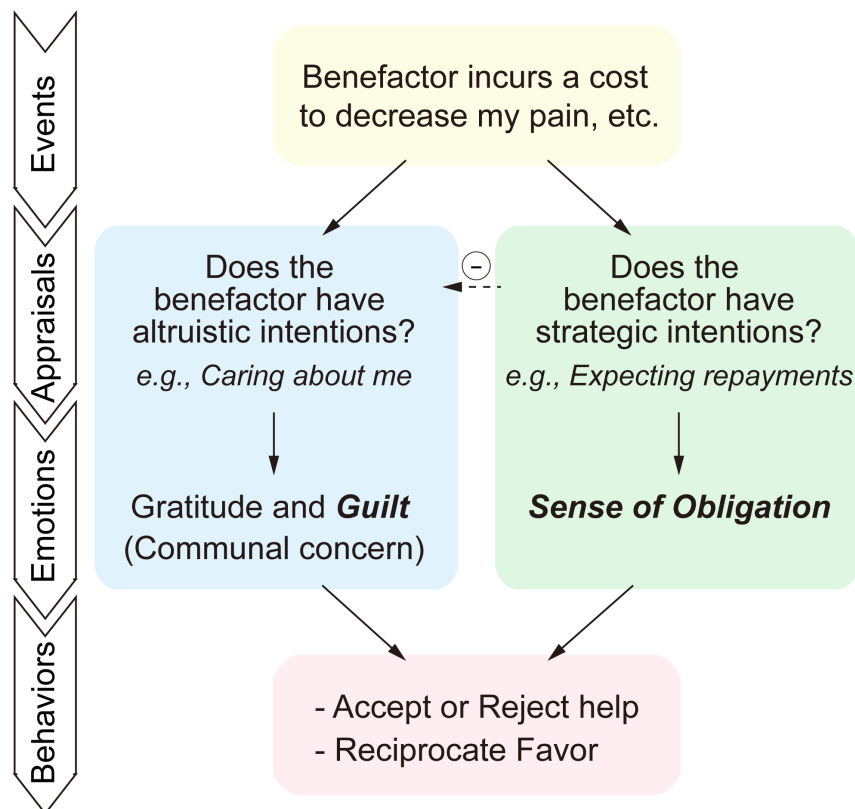 Events
Benefactor incurs a cost
to decrease my pain, etc.
Appraisals
Does the
benefactor have
altruistic intentions?
e.g., Caring about me
−
Does the
benefactor have
strategic intentions?
e.g., Expecting repayments
Emotions
Gratitude and Guilt
(Communal concern)
Sense of Obligation
Behaviors
- Accept or Reject help
- Reciprocate Favor